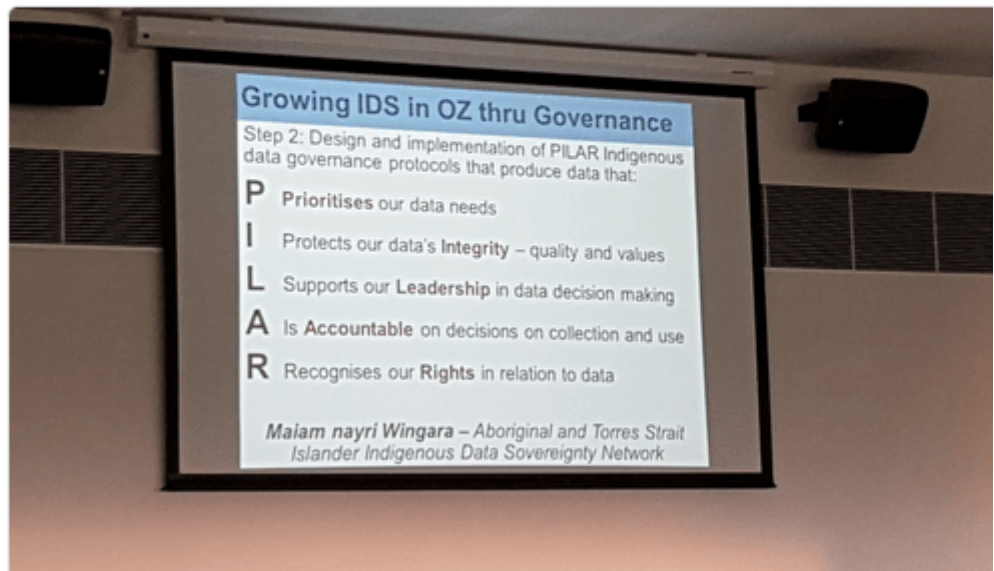 Growing IDS in OZ thru Governance
Step 2: Design and implementation of PILAR Indigenous
data governance protocols that produce data that:
P Prioritises our data needs
I Protects our data's Integrity – quality and values
L Supports our Leadership in data decision making
A Is Accountable on decisions on collection and use
R Recognises our Rights in relation to data
Maiam nayri Wingara – Aboriginal and Torres Strait
Islander Indigenous Data Sovereignty Network